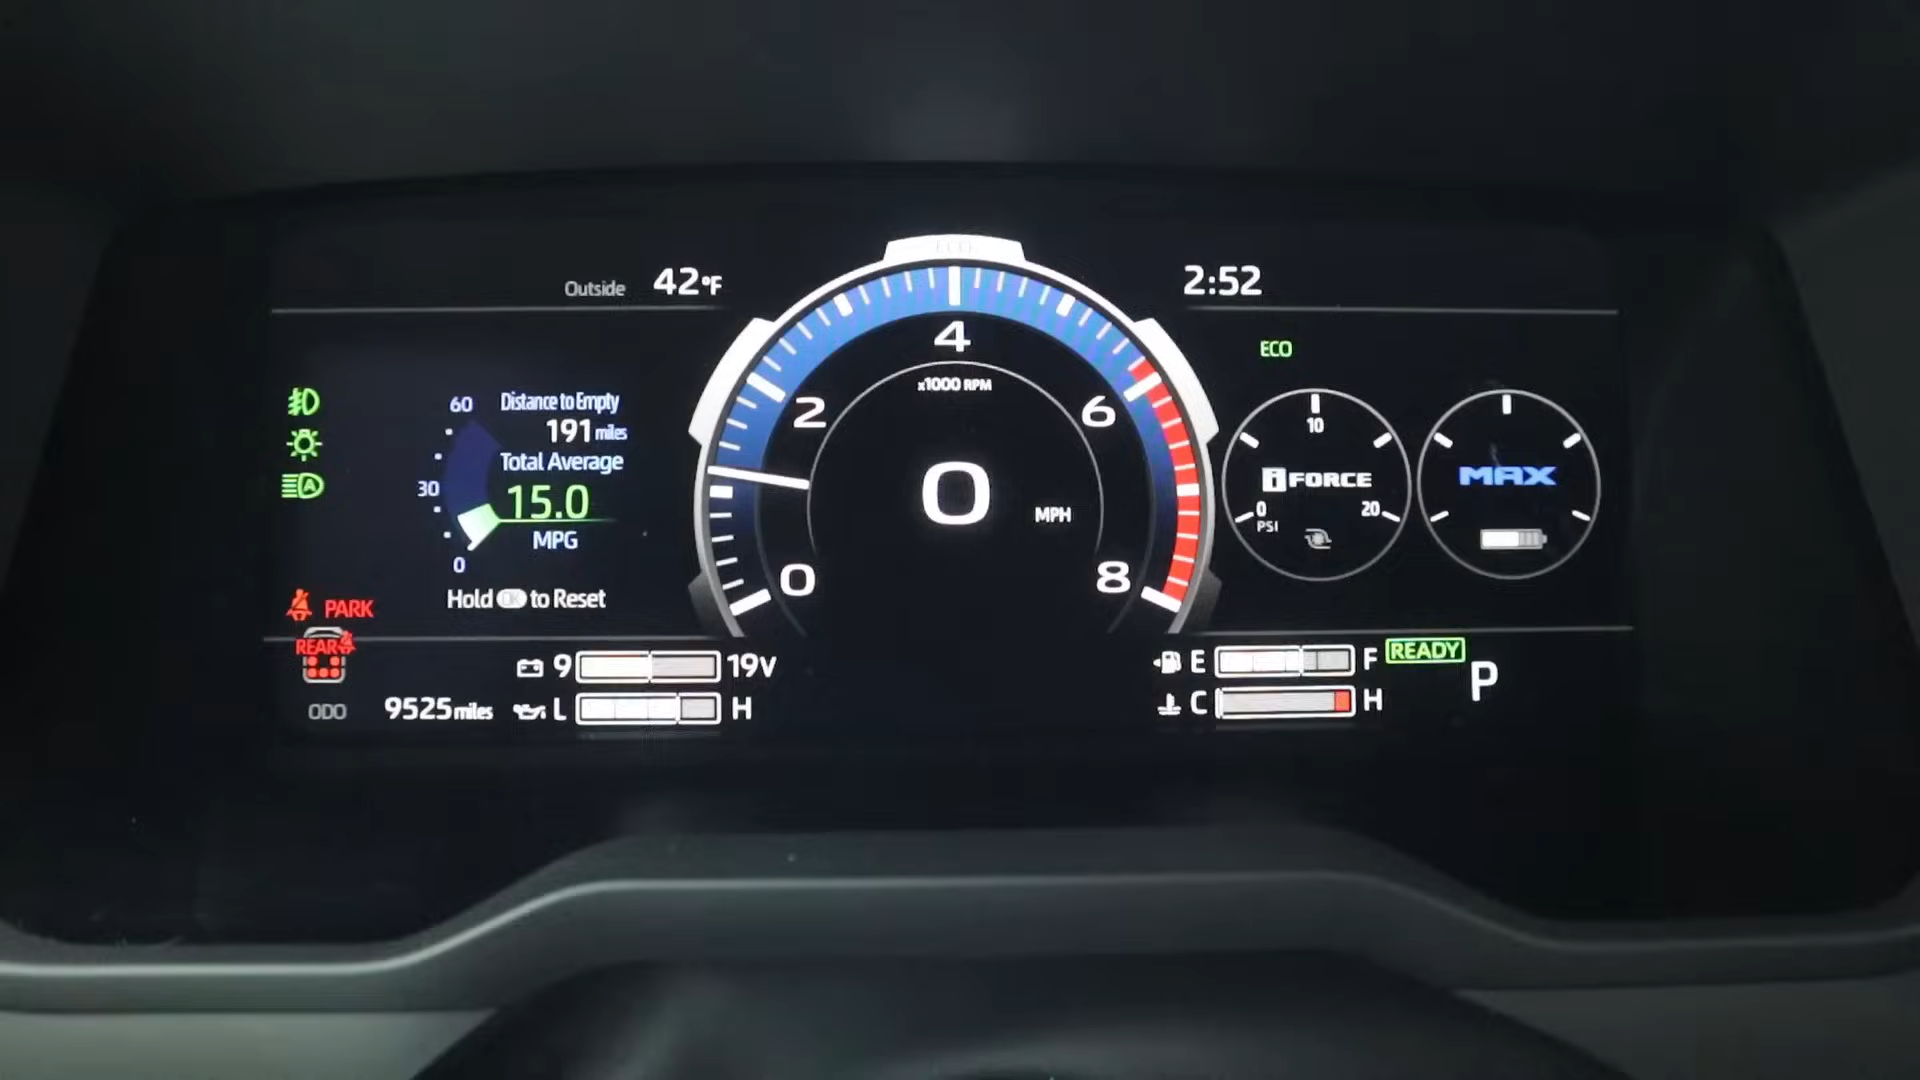 ECO
Outside 42°F
2:52
ECO
60
30
0
Distance to Empty
191 miles
Total Average
15.0
MPG
Hold OK to Reset
0
2
4
6
8
x1000 RPM
0
MPH
0
10
20
PSI
iFORCE
MAX
A
PARK
REAR
ODO 9525 miles
9 19V
L H
E F
C H
READY
P